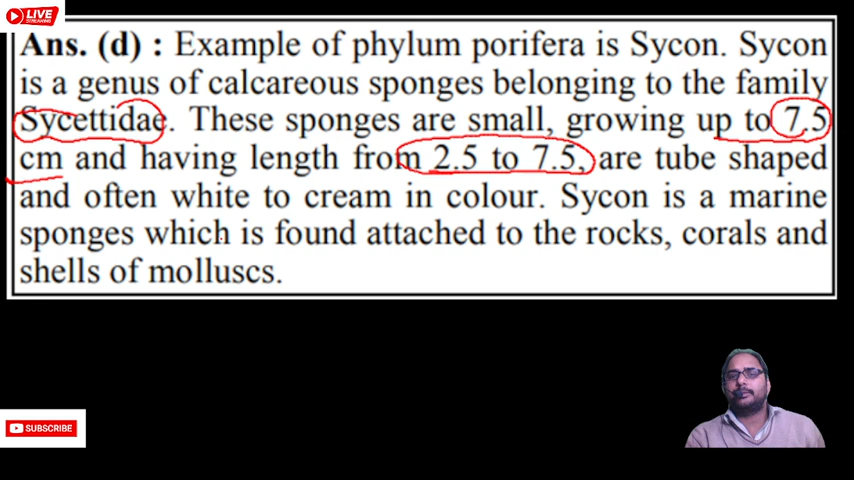 LIVE
STREAMING
Ans. (d) : Example of phylum porifera is Sycon. Sycon
is a genus of calcareous sponges belonging to the family
Sycettidae. These sponges are small, growing up to 7.5
cm and having length from 2.5 to 7.5, are tube shaped
and often white to cream in colour. Sycon is a marine
sponges which is found attached to the rocks, corals and
shells of molluscs.
SUBSCRIBE